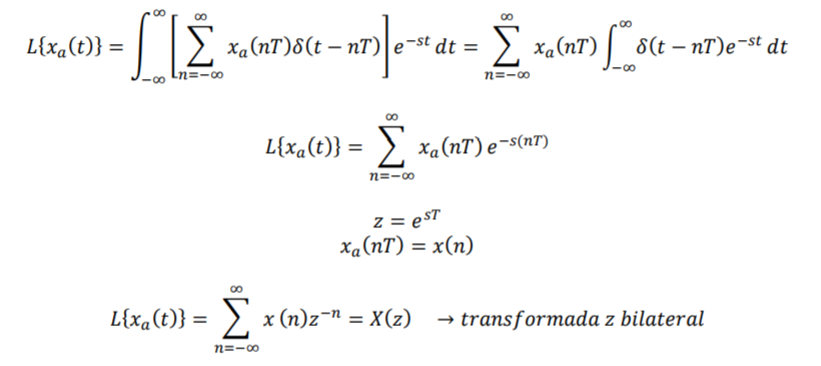 L{xₐ(t)} = ∫_{−∞}^{∞} [∑_{n=−∞}^{∞} xₐ(nT)δ(t − nT)] e^{−st} dt = ∑_{n=−∞}^{∞} xₐ(nT) ∫_{−∞}^{∞} δ(t − nT)e^{−st} dt
L{xₐ(t)} = ∑_{n=−∞}^{∞} xₐ(nT) e^{−s(nT)}
z = e^{sT}
xₐ(nT) = x(n)
L{xₐ(t)} = ∑_{n=−∞}^{∞} x (n)z^{−n} = X(z) → transformada z bilateral